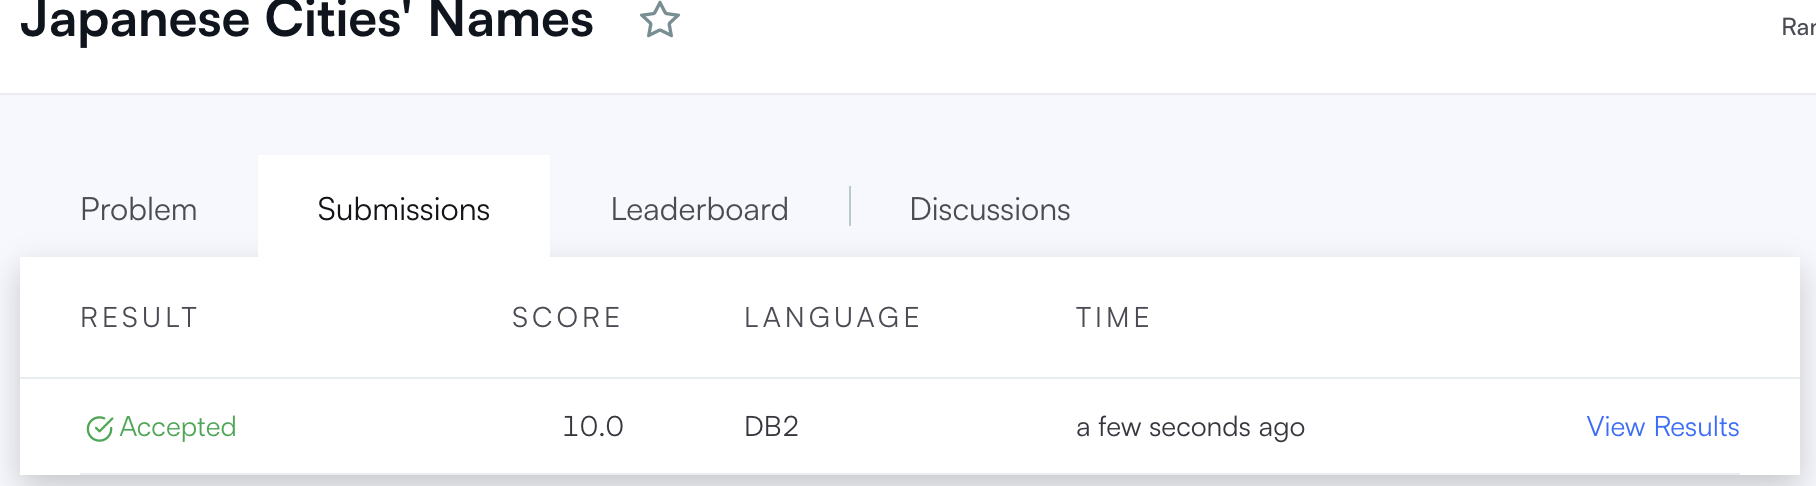 Japanese Cities' Names
Problem Submissions Leaderboard Discussions
RESULT SCORE LANGUAGE TIME
Accepted 10.0 DB2 a few seconds ago View Results